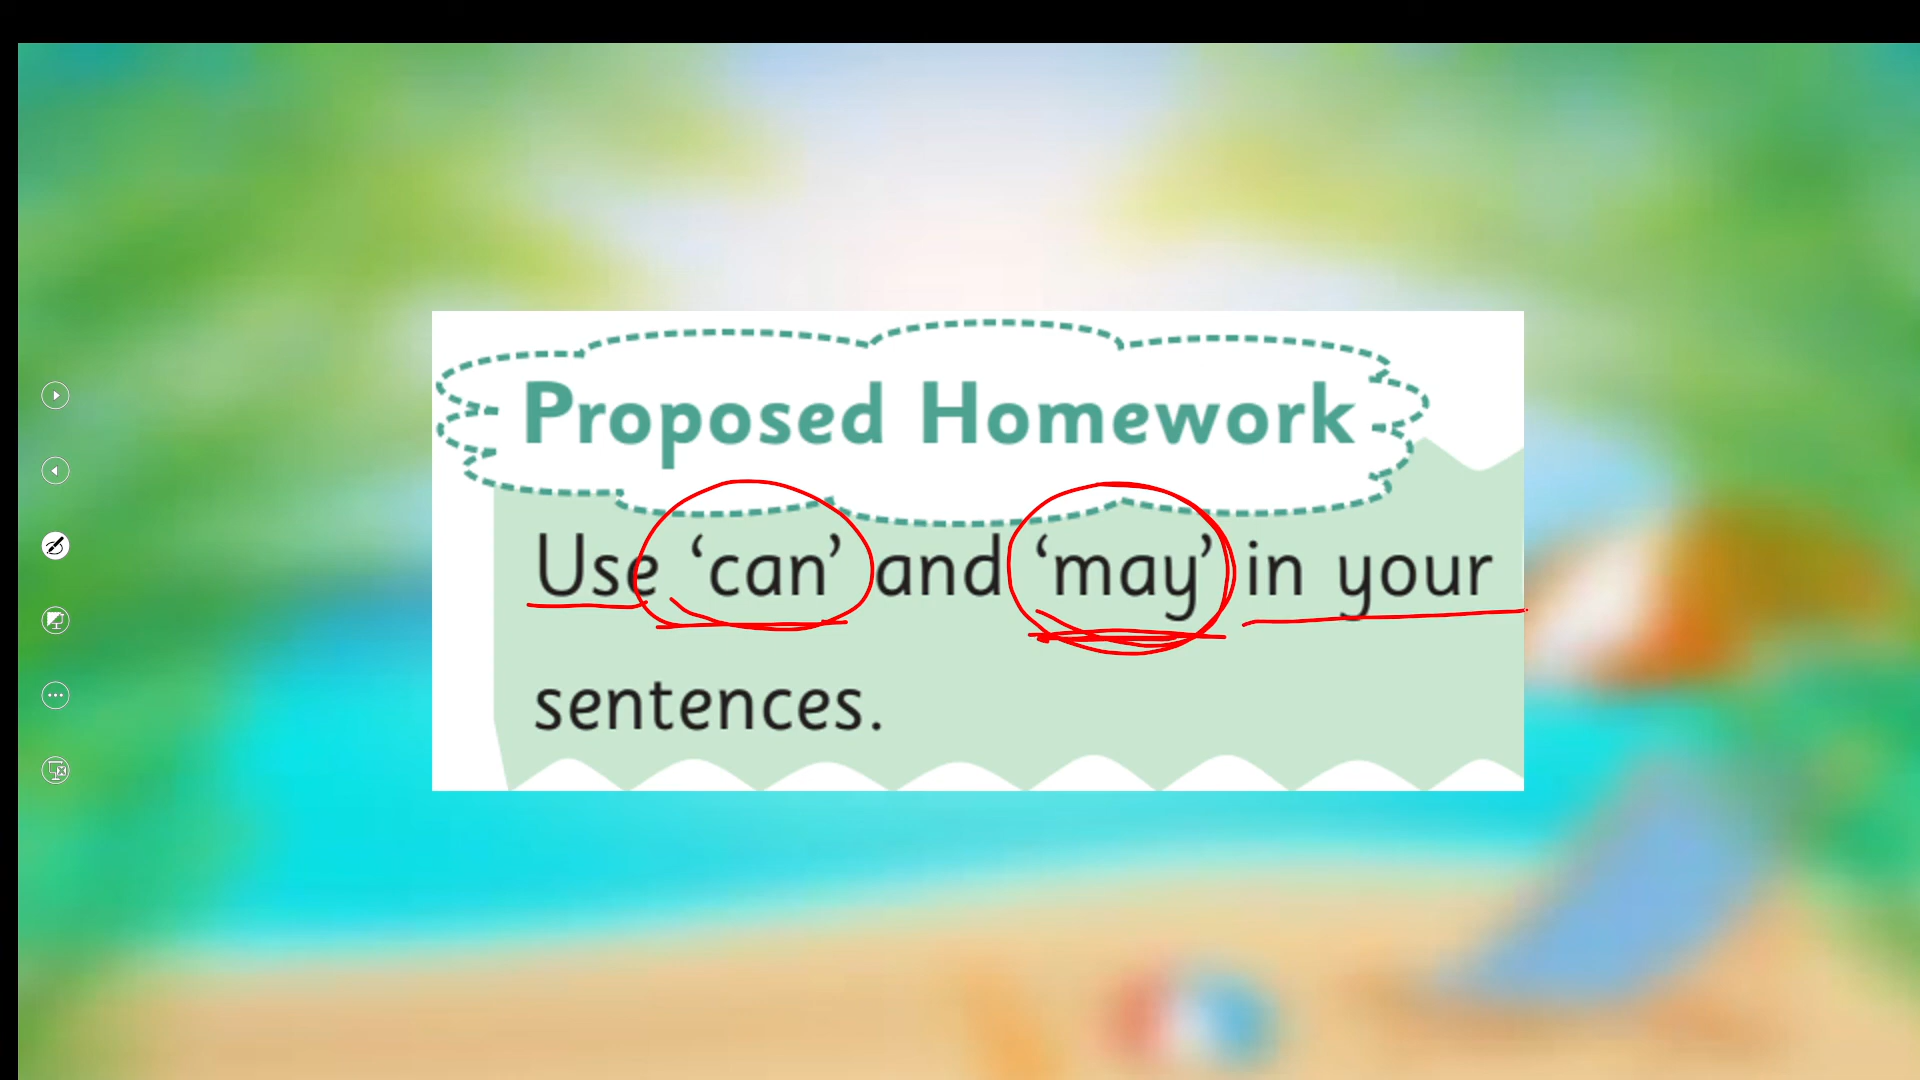 Proposed Homework
Use ‘can’ and ‘may’ in your
sentences.